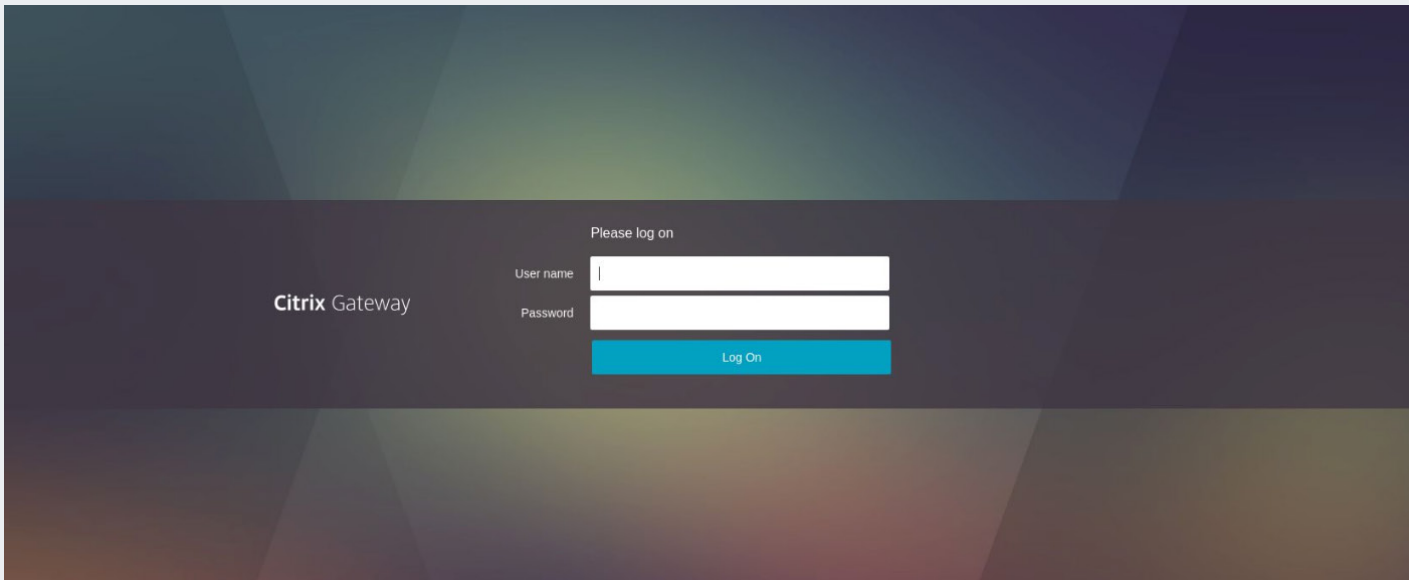 Please log on
User name
Citrix Gateway
Password
Log On